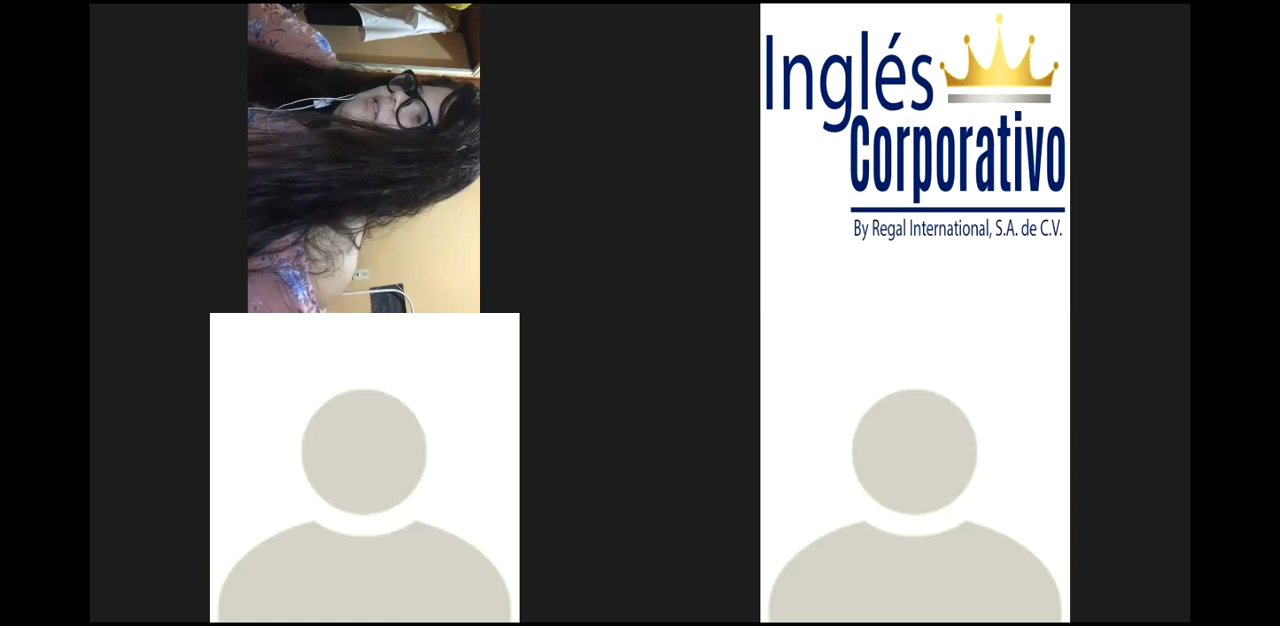 Inglés
Corporativo
By Regal International, S.A. de C.V.